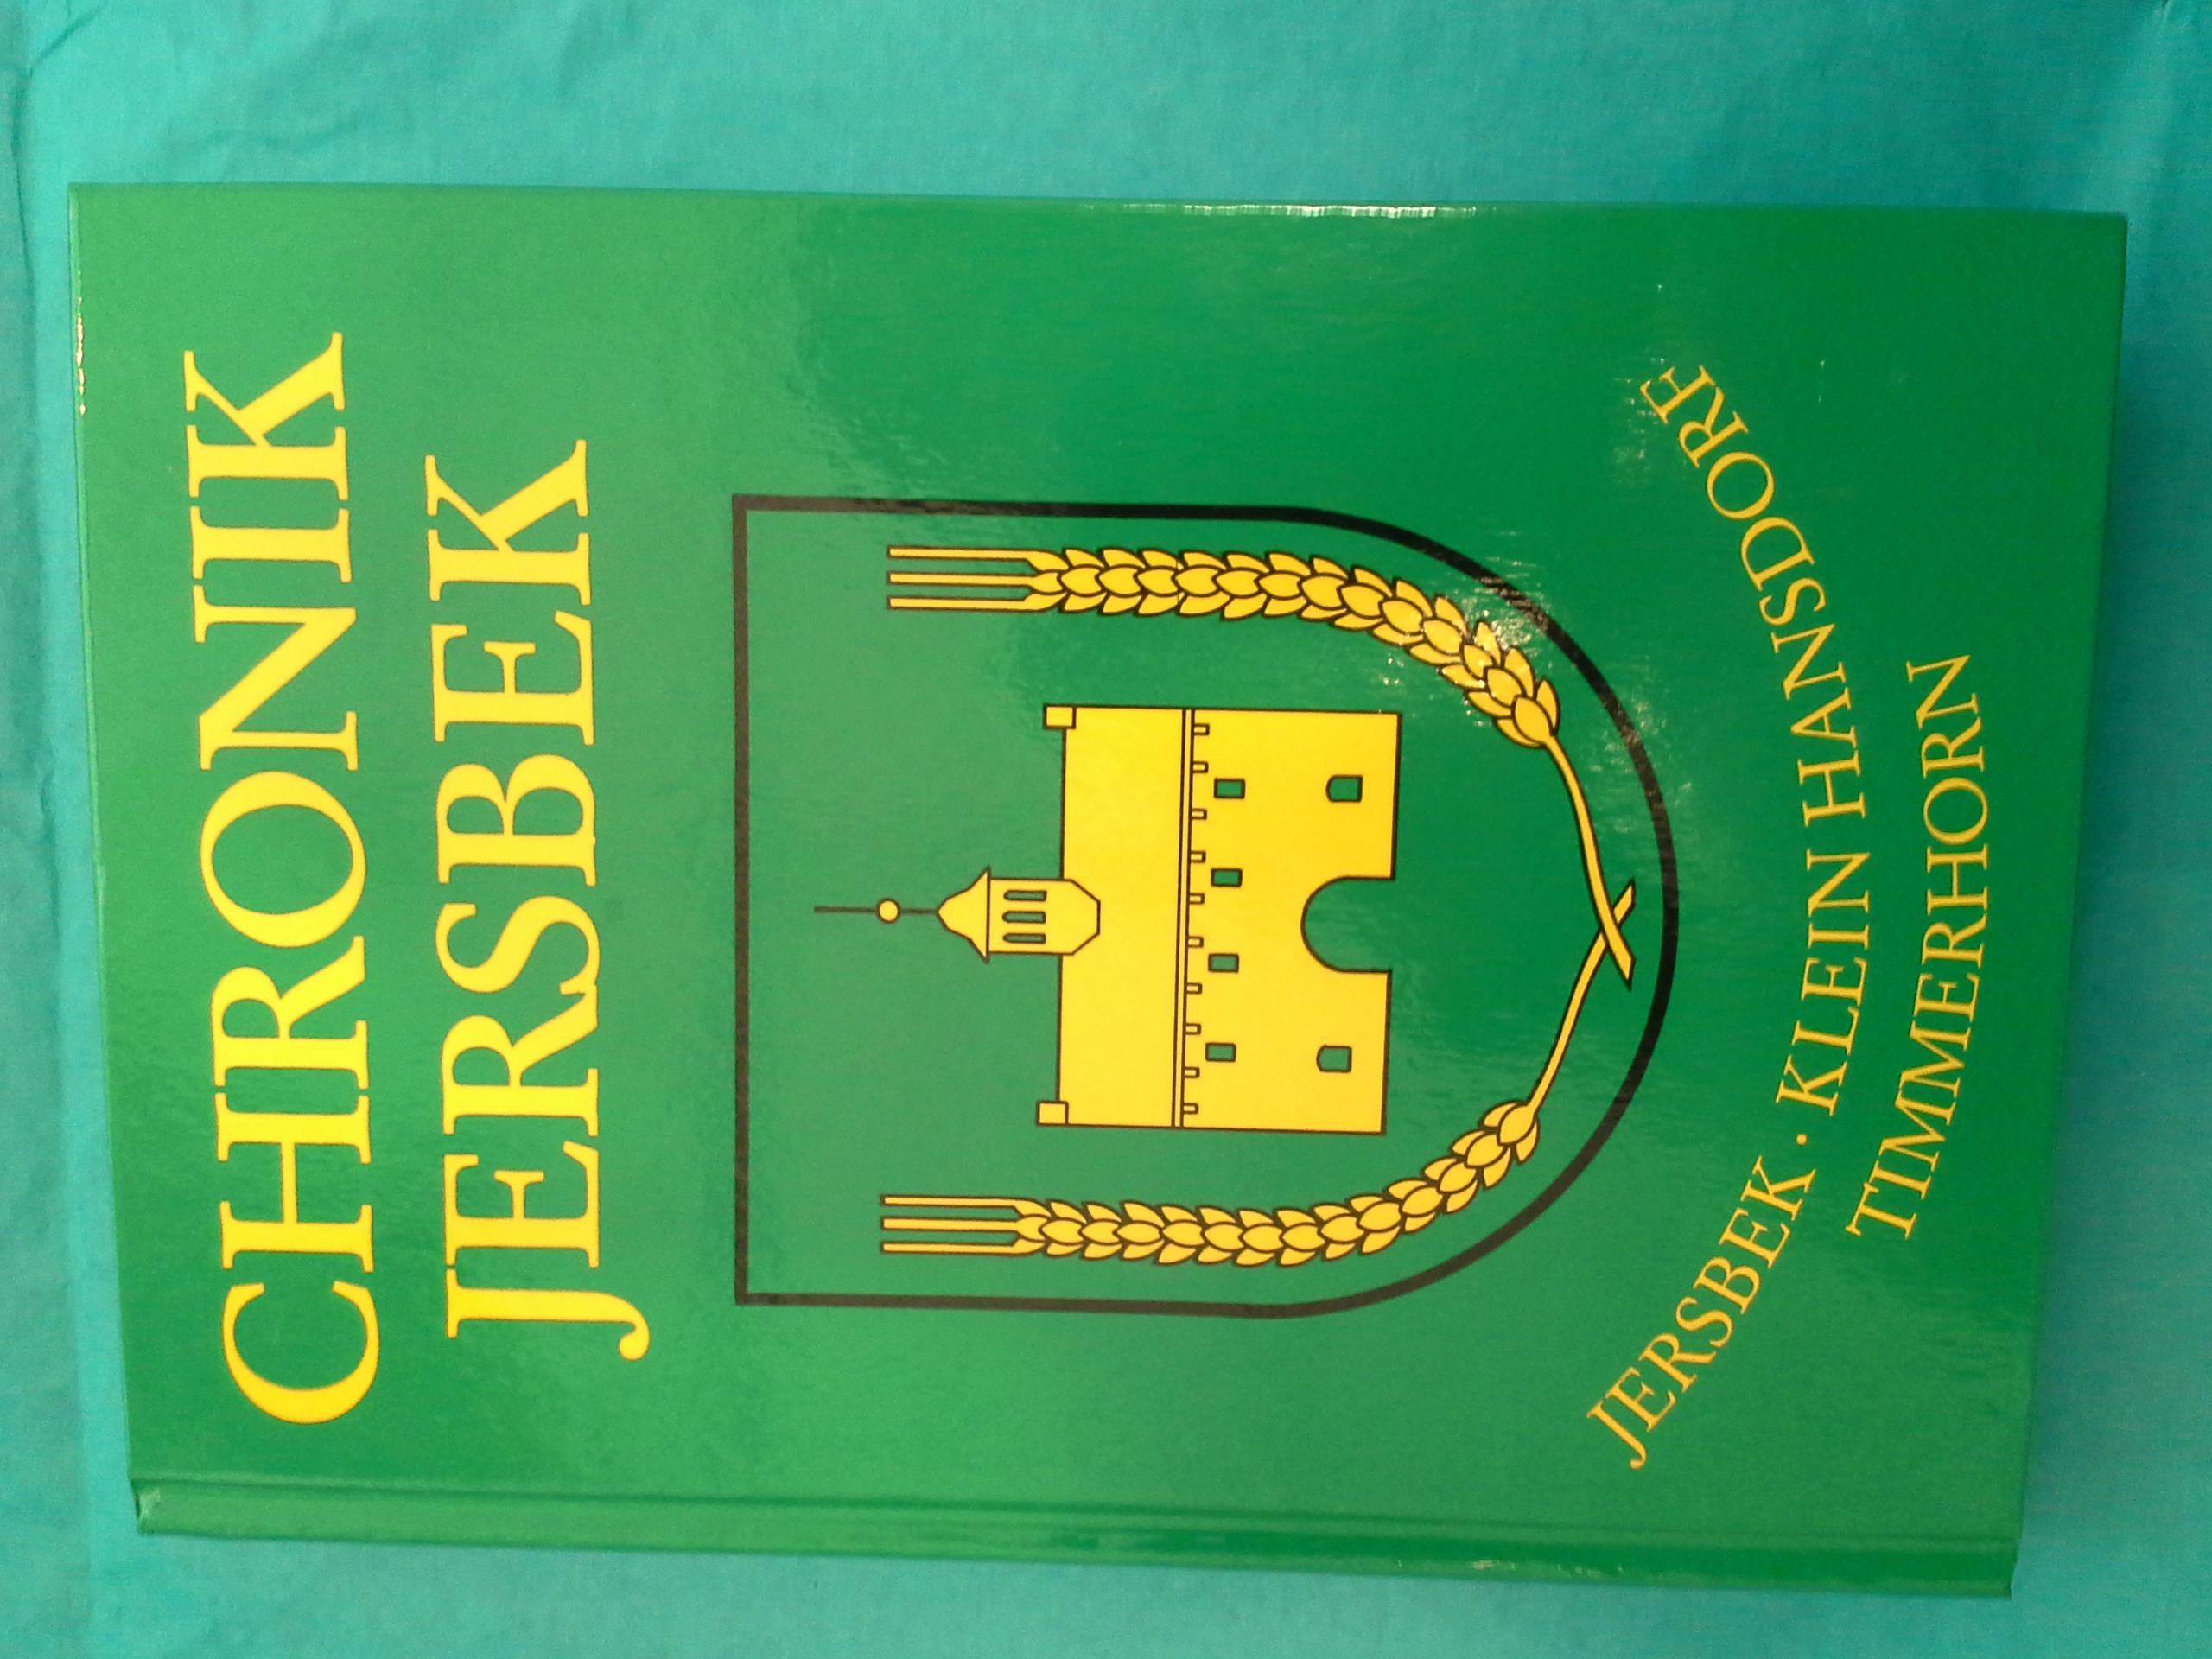 CHRONIK
JERSBEK
JERSBEK · KLEIN HANSDORF
TIMMERHORN